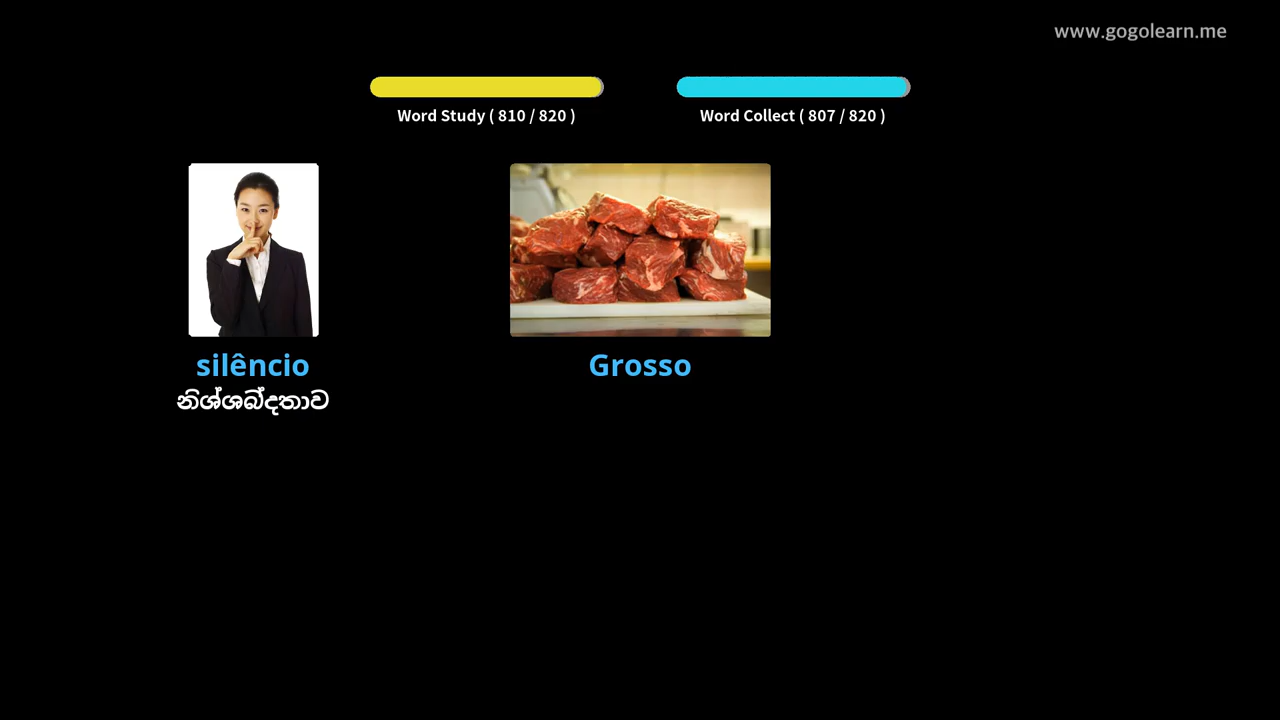 www.gogolearn.me
Word Study ( 810 / 820 )
Word Collect ( 807 / 820 )
silêncio
නිශ්ශබ්දතාව
Grosso